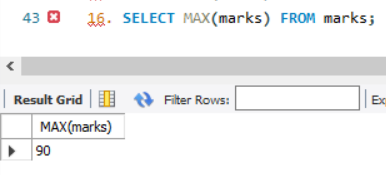 43 16. SELECT MAX(marks) FROM marks;
Result Grid Filter Rows: Ex
MAX(marks)
90